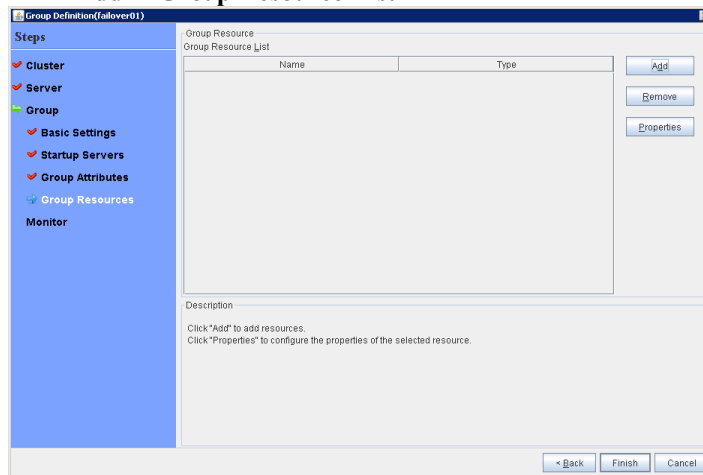 Group Definition(failover01)
Steps
Cluster
Server
Group
Basic Settings
Startup Servers
Group Attributes
Group Resources
Monitor
Group Resource
Group Resource List
Name Type
Add
Remove
Properties
Description
Click "Add" to add resources.
Click "Properties" to configure the properties of the selected resource.
< Back Finish Cancel